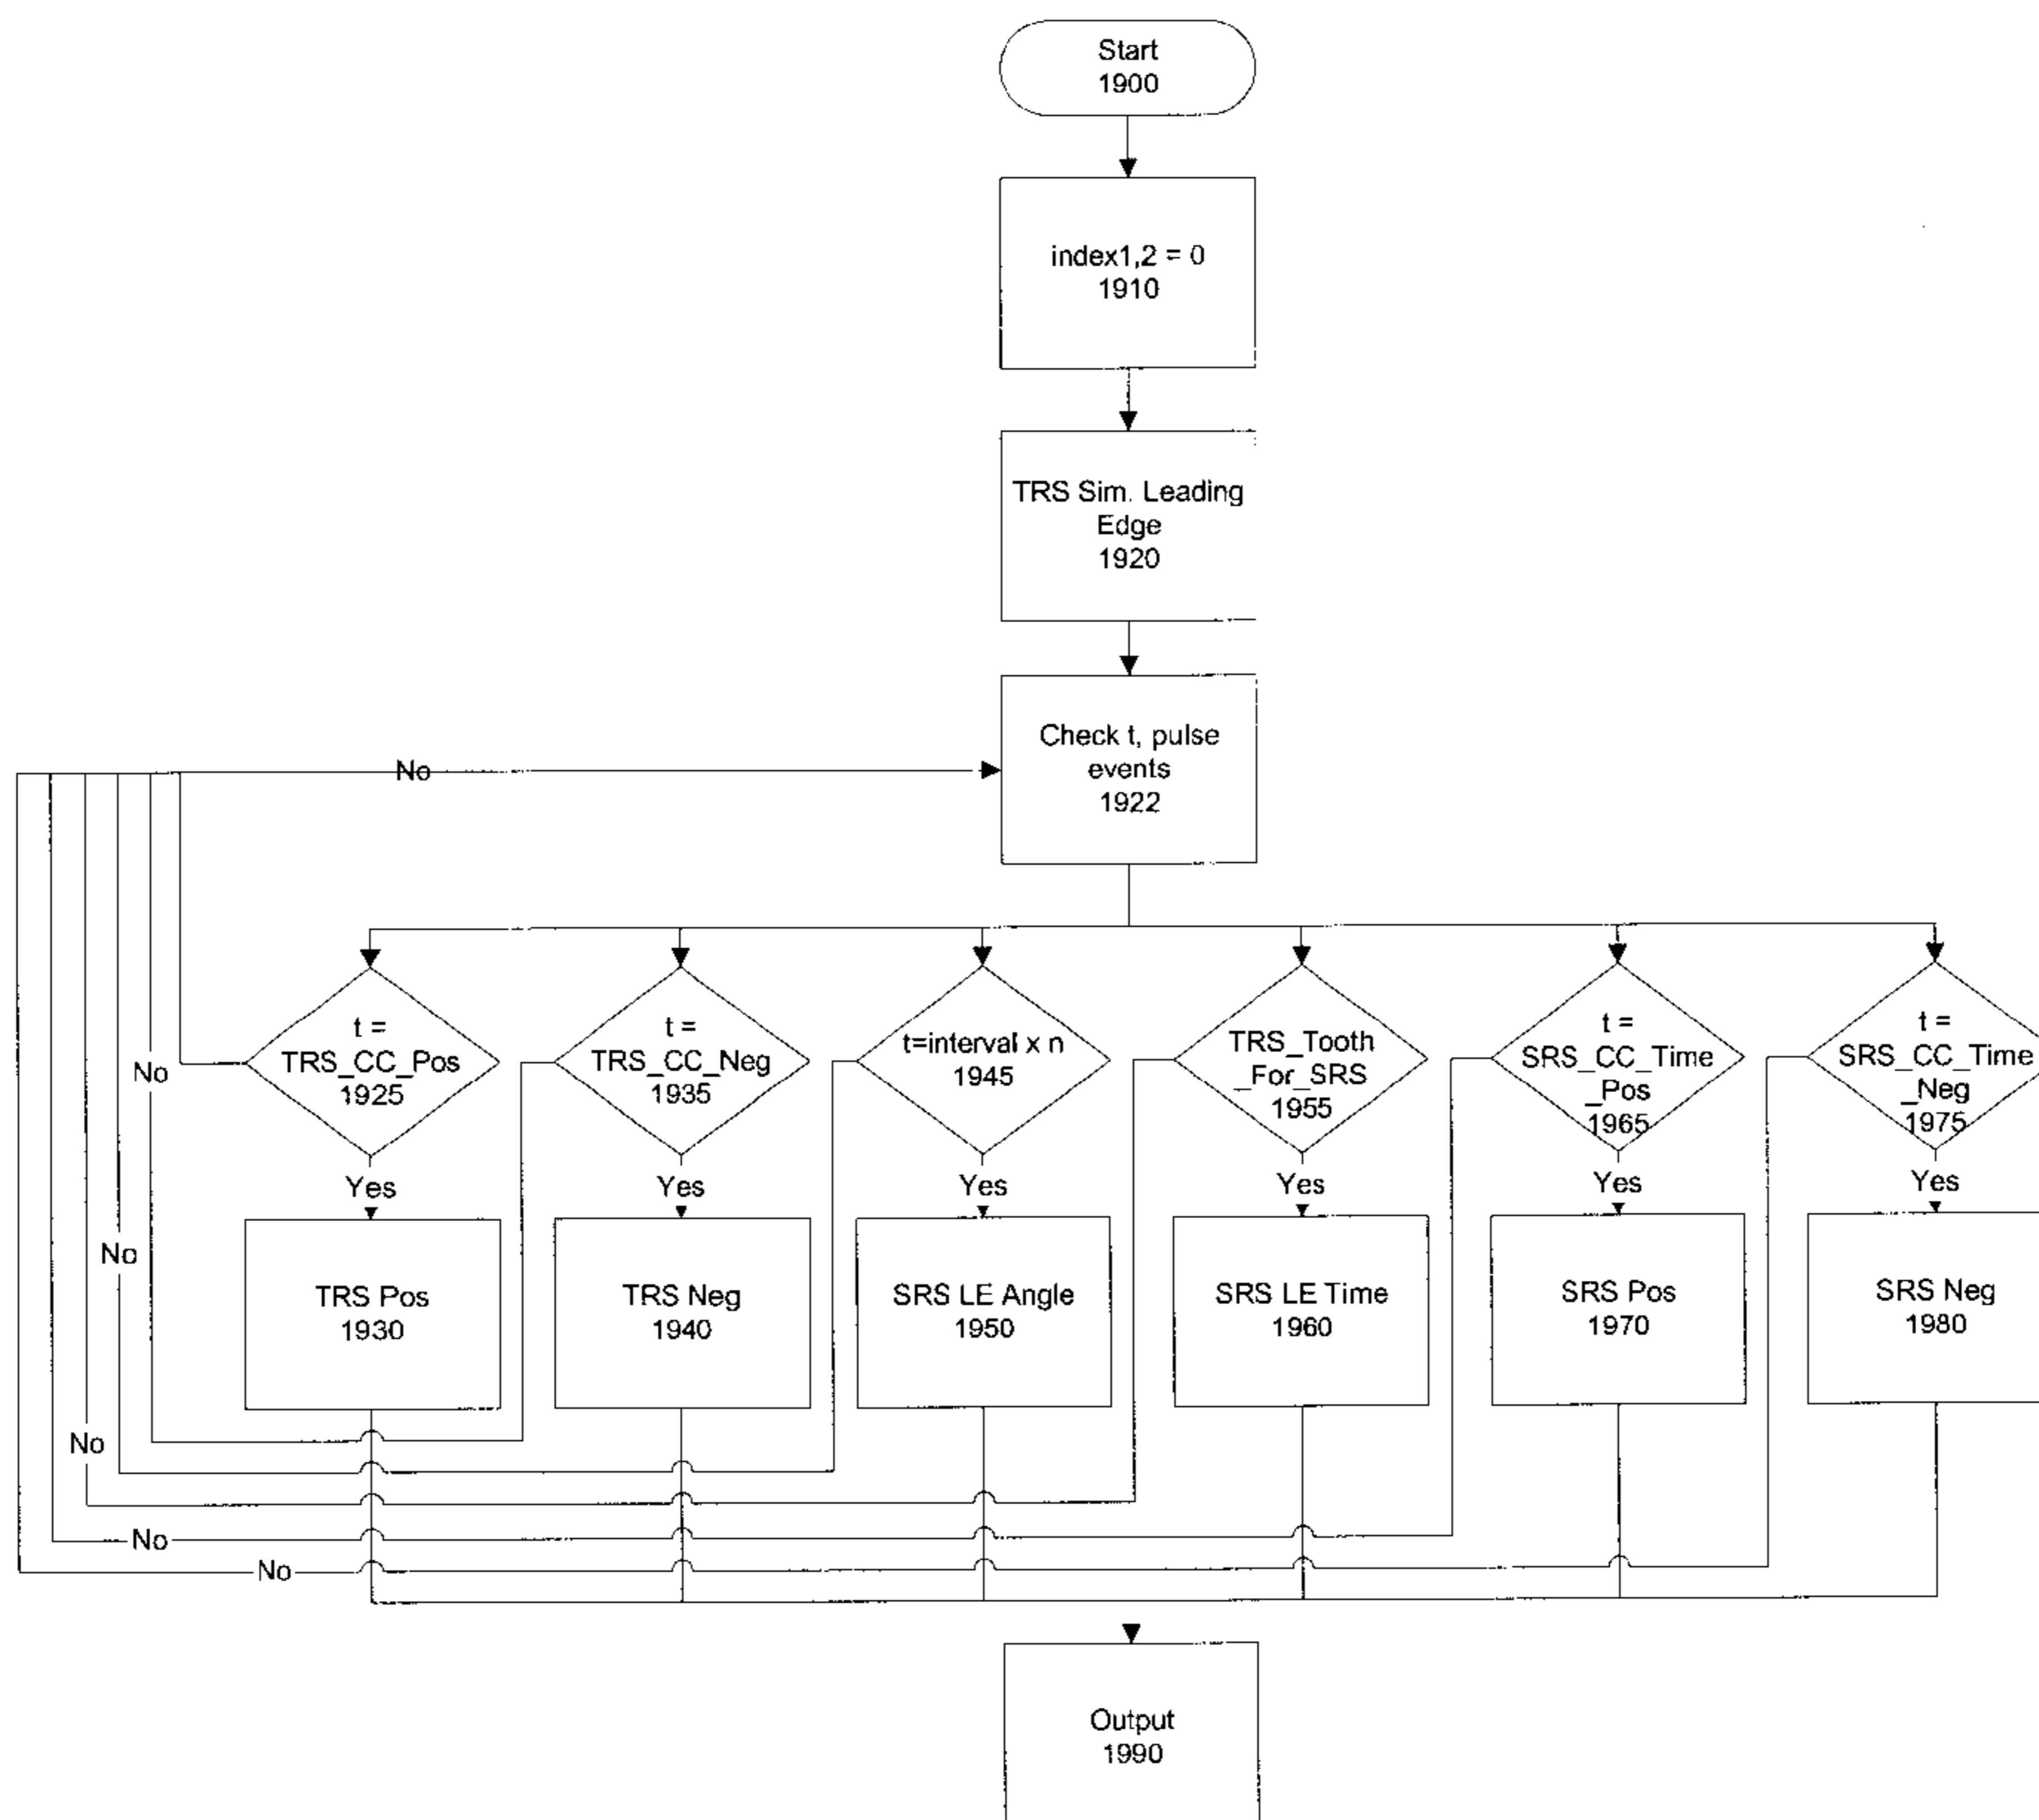 Start
1900
index1,2 = 0
1910
TRS Sim. Leading
Edge
1920
Check t, pulse
events
1922
No
t =
TRS_CC_Pos
1925
t =
TRS_CC_Neg
1935
t=interval x n
1945
TRS_Tooth
_For_SRS
1955
t =
SRS_CC_Time
_Pos
1965
t =
SRS_CC_Time
_Neg
1975
No
Yes
Yes
Yes
Yes
Yes
Yes
No
TRS Pos
1930
TRS Neg
1940
SRS LE Angle
1950
SRS LE Time
1960
SRS Pos
1970
SRS Neg
1980
No
No
No
Output
1990